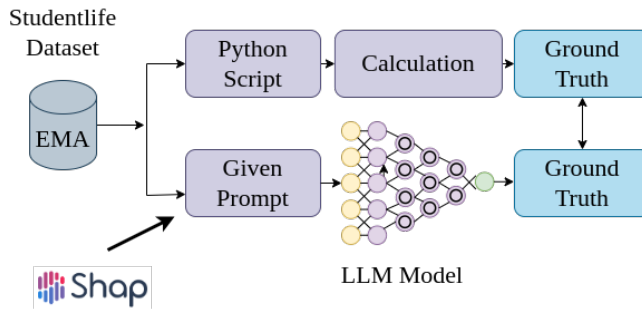 Studentlife
Dataset
EMA
Python
Script
Calculation
Ground
Truth
Given
Prompt
LLM Model
Ground
Truth
Shap